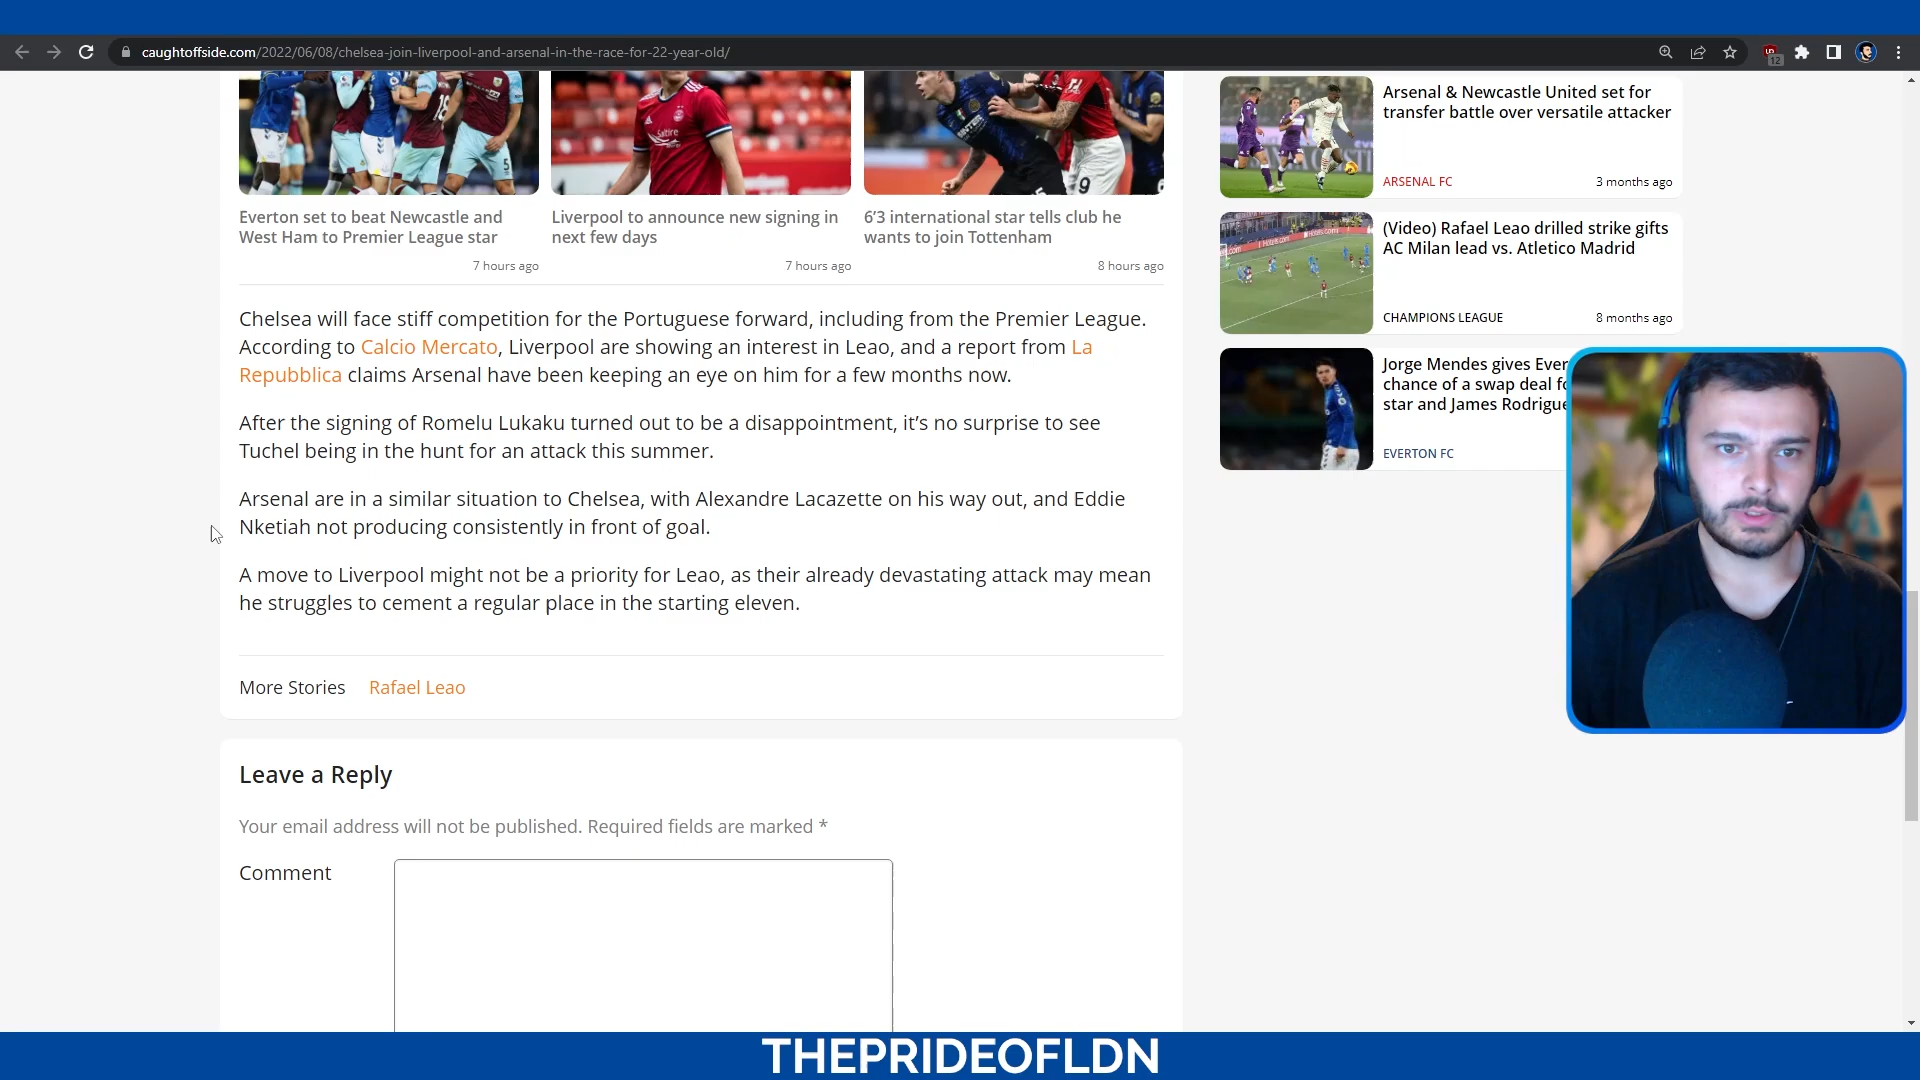 caughtoffside.com/2022/06/08/chelsea-join-liverpool-and-arsenal-in-the-race-for-22-year-old/
12
Everton set to beat Newcastle and
West Ham to Premier League star
7 hours ago
Liverpool to announce new signing in
next few days
7 hours ago
6’3 international star tells club he
wants to join Tottenham
8 hours ago
Chelsea will face stiff competition for the Portuguese forward, including from the Premier League.
According to Calcio Mercato, Liverpool are showing an interest in Leao, and a report from La
Repubblica claims Arsenal have been keeping an eye on him for a few months now.
After the signing of Romelu Lukaku turned out to be a disappointment, it’s no surprise to see
Tuchel being in the hunt for an attack this summer.
Arsenal are in a similar situation to Chelsea, with Alexandre Lacazette on his way out, and Eddie
Nketiah not producing consistently in front of goal.
A move to Liverpool might not be a priority for Leao, as their already devastating attack may mean
he struggles to cement a regular place in the starting eleven.
More Stories Rafael Leao
Leave a Reply
Your email address will not be published. Required fields are marked *
Comment
Arsenal & Newcastle United set for
transfer battle over versatile attacker
ARSENAL FC 3 months ago
(Video) Rafael Leao drilled strike gifts
AC Milan lead vs. Atletico Madrid
CHAMPIONS LEAGUE 8 months ago
Jorge Mendes gives Ever
chance of a swap deal fo
star and James Rodrigue
EVERTON FC
THEPRIDEOFLDN